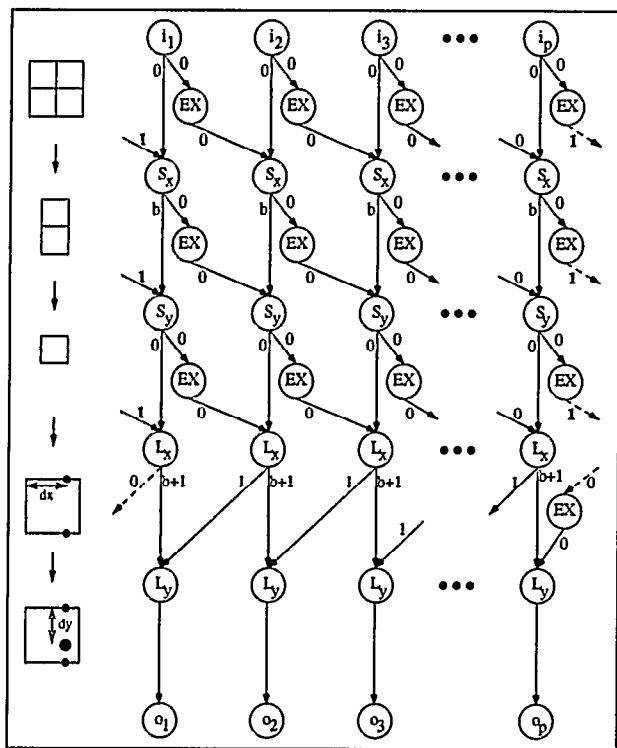 i1 i2 i3 ••• ip
0 0 0 0 0 0 0 0
EX EX EX EX
1 0 0 0 0 1
Sx Sx Sx ••• Sx
b 0 b 0 b 0 b 0
EX EX EX EX
1 0 0 0 0 1
Sy Sy Sy ••• Sy
0 0 0 0 0 0 0 0
EX EX EX EX
1 0 0 0 0 1
Lx Lx Lx ••• Lx
0 b+1 1 b+1 1 b+1 1 b+1 0
dx
EX
1 0
Ly Ly Ly ••• Ly
dy
o1 o2 o3 op